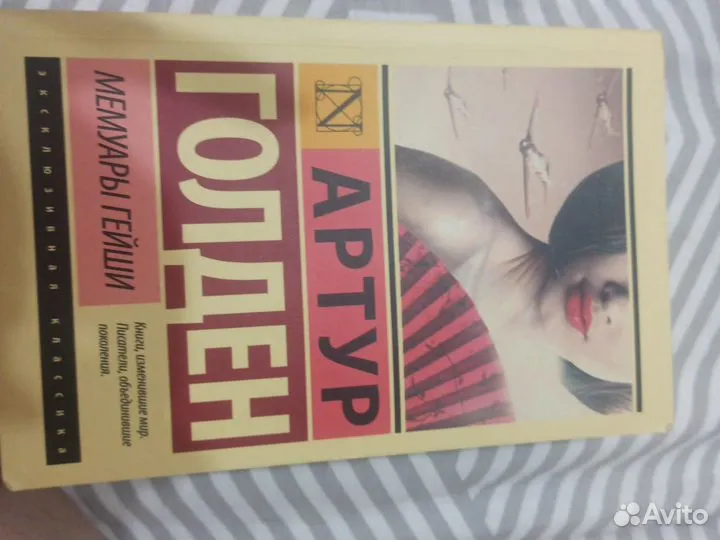 АРТУР
ГОЛДЕН
МЕМУАРЫ ГЕЙШИ
Книги, изменившие мир.
Писатели, объединившие
поколения.
ЭКСКЛЮЗИВНАЯ КЛАССИКА
Avito